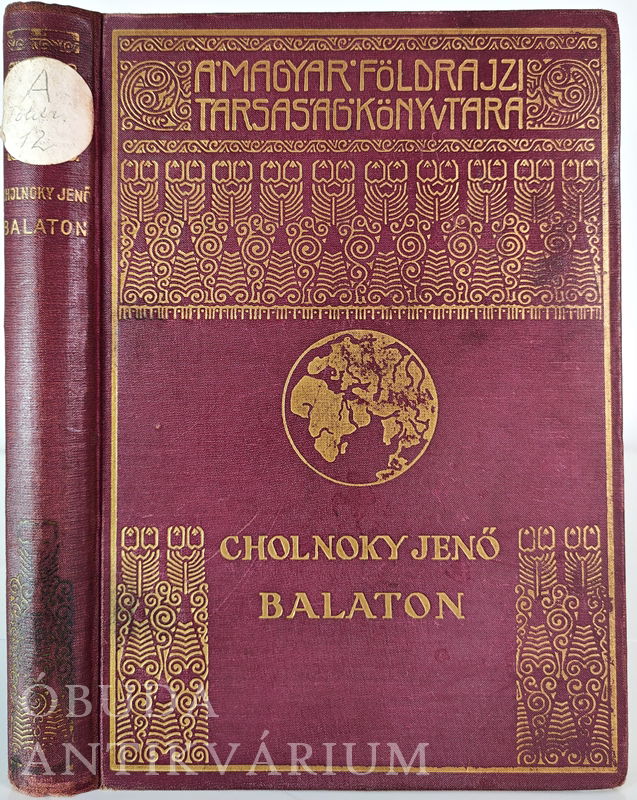 A·MAGYAR·FÖLDRAJZI
TÁRSASÁG·KÖNYVTÁRA
CHOLNOKY JENŐ
BALATON
A
12
CHOLNOKY JENŐ
BALATON
ÓBUDA
ANTIKVÁRIUM